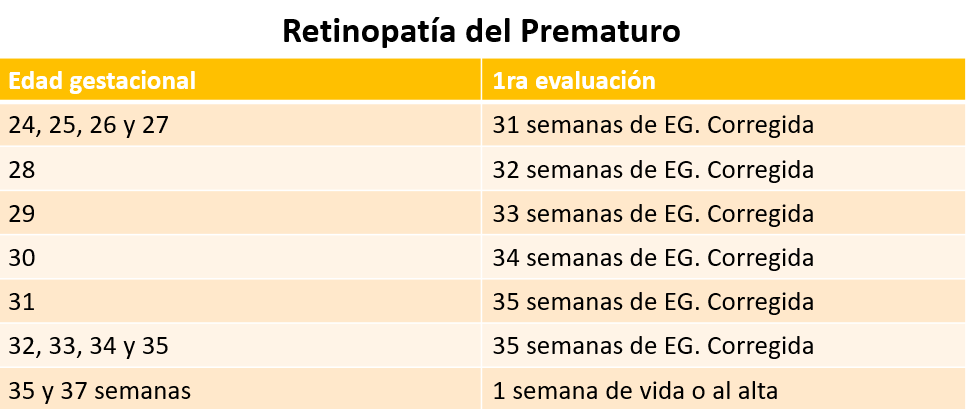 Retinopatía del Prematuro
Edad gestacional 1ra evaluación
24, 25, 26 y 27 31 semanas de EG. Corregida
28 32 semanas de EG. Corregida
29 33 semanas de EG. Corregida
30 34 semanas de EG. Corregida
31 35 semanas de EG. Corregida
32, 33, 34 y 35 35 semanas de EG. Corregida
35 y 37 semanas 1 semana de vida o al alta